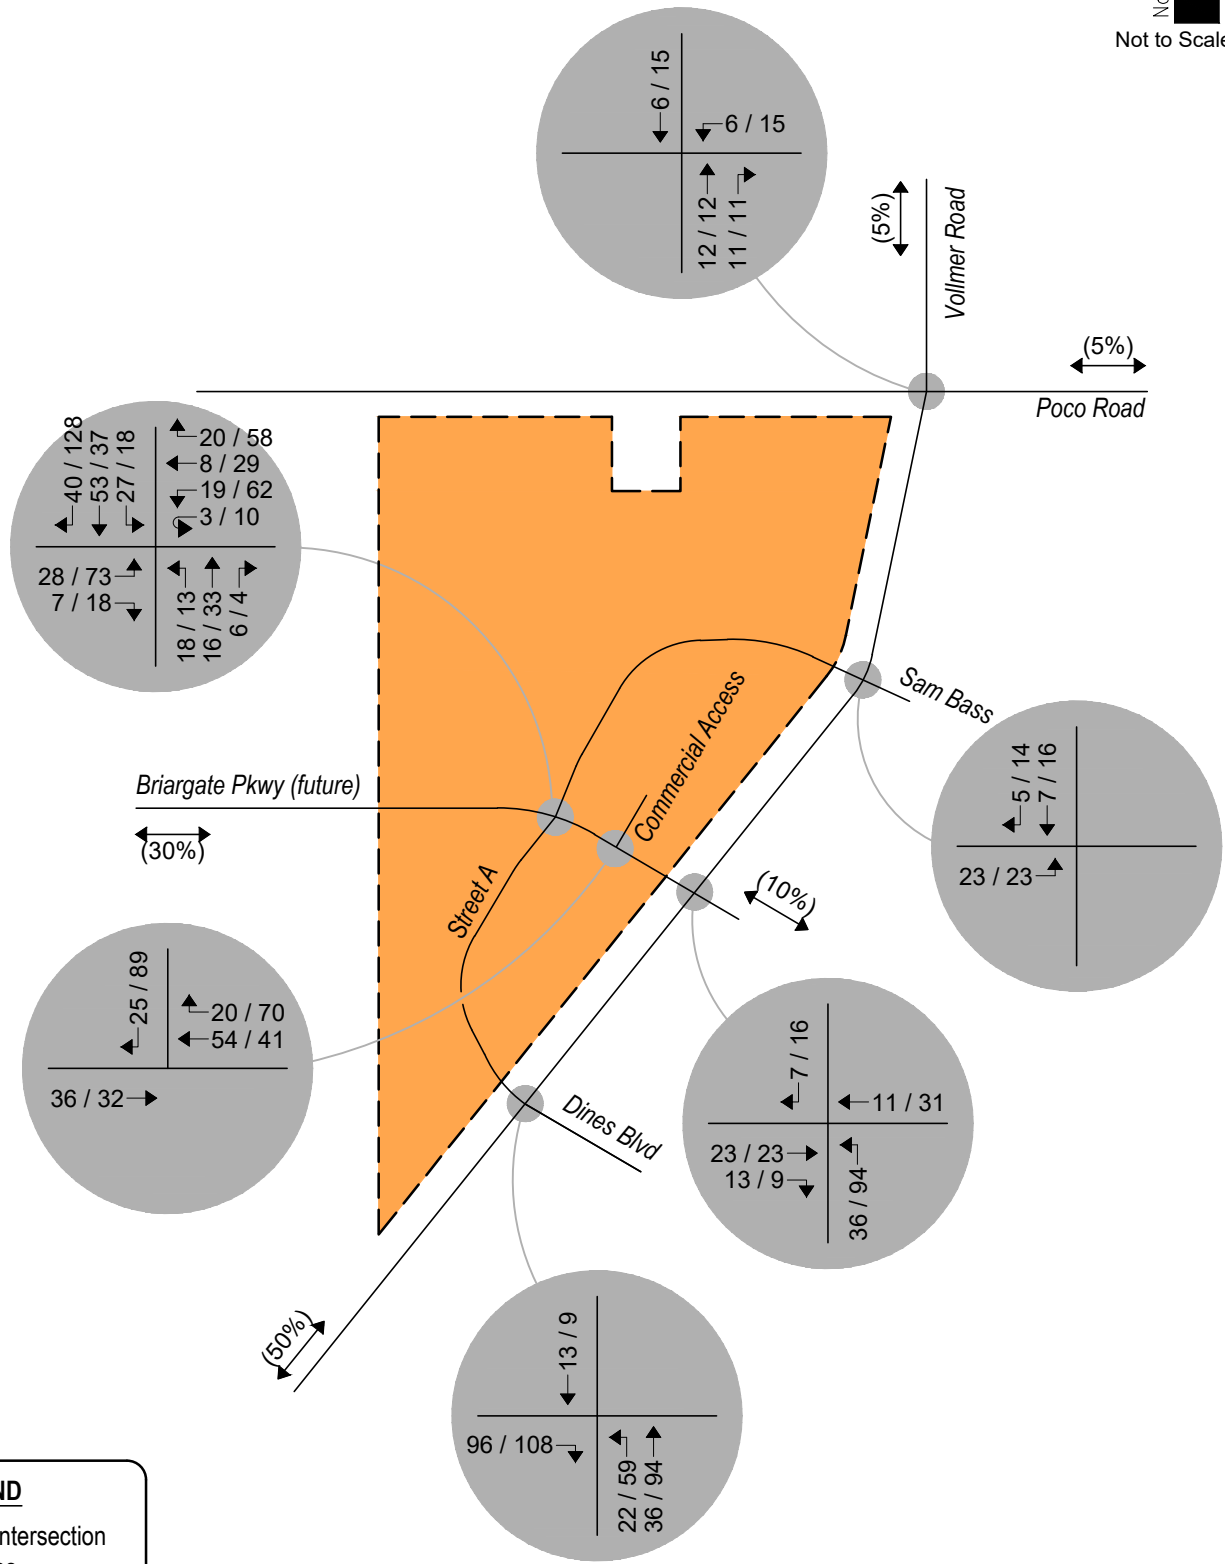 No
Not to Scale
6 / 15
6 / 15
12 / 12
11 / 11
(5%)
Vollmer Road
(5%)
Poco Road
40 / 128
53 / 37
27 / 18
20 / 58
8 / 29
19 / 62
3 / 10
28 / 73
7 / 18
18 / 13
16 / 33
6 / 4
Sam Bass
Commercial Access
5 / 14
7 / 16
23 / 23
Briargate Pkwy (future)
(30%)
Street A
(10%)
25 / 89
20 / 70
54 / 41
36 / 32
7 / 16
11 / 31
23 / 23
13 / 9
36 / 94
Dines Blvd
(50%)
13 / 9
96 / 108
22 / 59
36 / 94
ND
ntersection